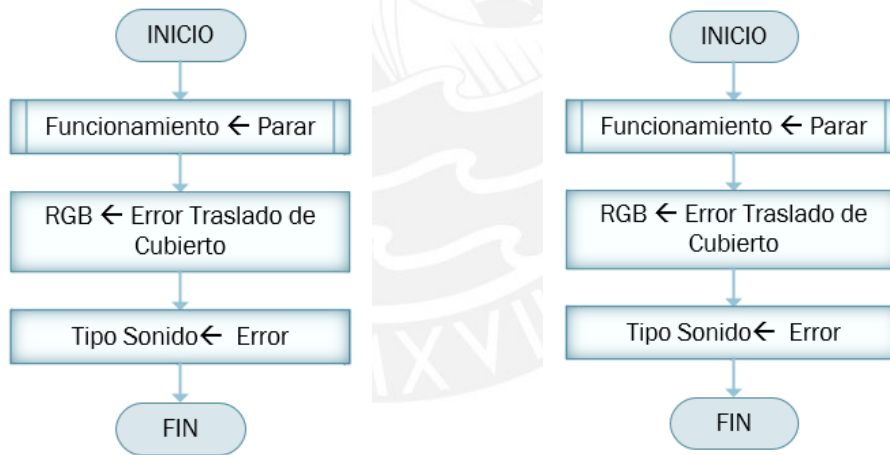 INICIO
Funcionamiento ← Parar
RGB ← Error Traslado de
Cubierto
Tipo Sonido← Error
FIN
INICIO
Funcionamiento ← Parar
RGB ← Error Traslado de
Cubierto
Tipo Sonido← Error
FIN
MXVII